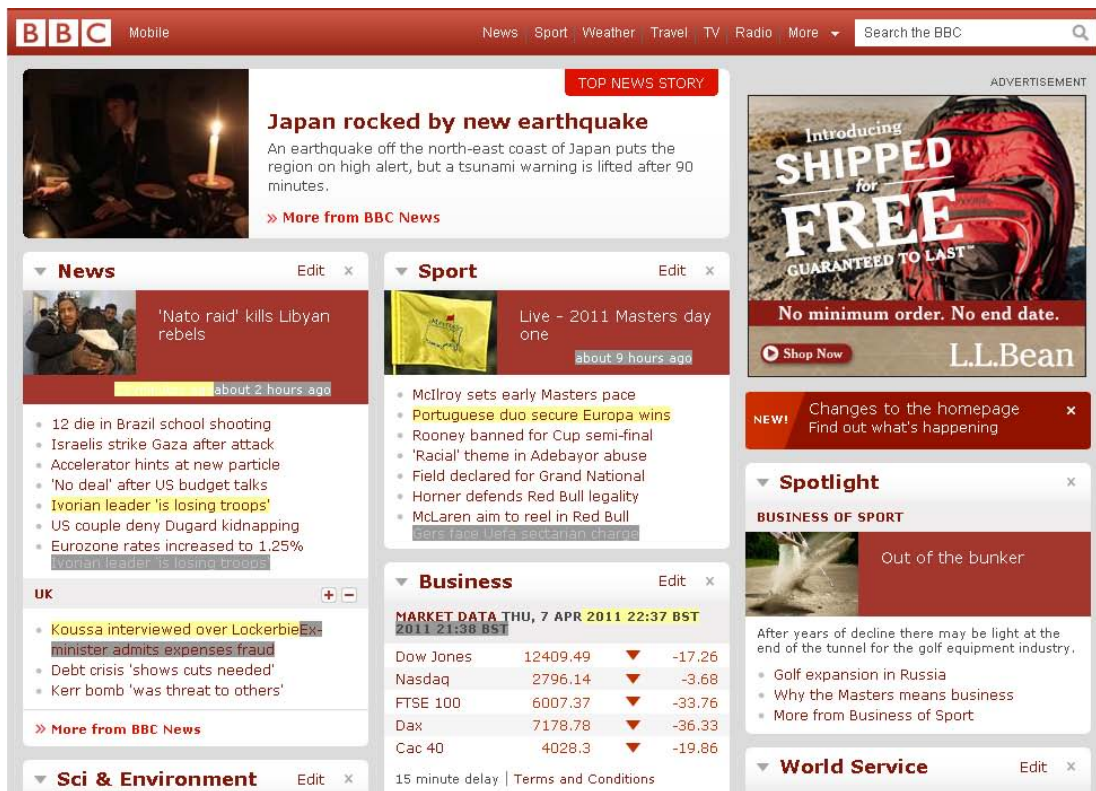 BBC Mobile News Sport Weather Travel TV Radio More Search the BBC
TOP NEWS STORY
Japan rocked by new earthquake
An earthquake off the north-east coast of Japan puts the
region on high alert, but a tsunami warning is lifted after 90
minutes.
» More from BBC News
News Edit x
'Nato raid' kills Libyan
rebels
about 2 hours ago
12 die in Brazil school shooting
Israelis strike Gaza after attack
Accelerator hints at new particle
'No deal' after US budget talks
Ivorian leader 'is losing troops'
US couple deny Dugard kidnapping
Eurozone rates increased to 1.25%
Ivorian leader 'is losing troops'
UK
Koussa interviewed over LockerbieEx-
minister admits expenses fraud
Debt crisis 'shows cuts needed'
Kerr bomb 'was threat to others'
» More from BBC News
Sci & Environment Edit x
Sport Edit x
Live - 2011 Masters day
one
about 9 hours ago
McIlroy sets early Masters pace
Portuguese duo secure Europa wins
Rooney banned for Cup semi-final
'Racial' theme in Adebayor abuse
Field declared for Grand National
Horner defends Red Bull legality
McLaren aim to reel in Red Bull
Gers face Uefa sectarian charge
Business Edit x
MARKET DATA THU, 7 APR 2011 22:37 BST
2011 21:38 BST
Dow Jones 12409.49 ▼ -17.26
Nasdaq 2796.14 ▼ -3.68
FTSE 100 6007.37 ▼ -33.76
Dax 7178.78 ▼ -36.33
Cac 40 4028.3 ▼ -19.86
15 minute delay | Terms and Conditions
ADVERTISEMENT
Introducing
SHIPPED
for
FREE
GUARANTEED TO LAST™
No minimum order. No end date.
Shop Now L.L.Bean
NEW! Changes to the homepage x
Find out what's happening
Spotlight x
BUSINESS OF SPORT
Out of the bunker
After years of decline there may be light at the
end of the tunnel for the golf equipment industry.
Golf expansion in Russia
Why the Masters means business
More from Business of Sport
World Service Edit x